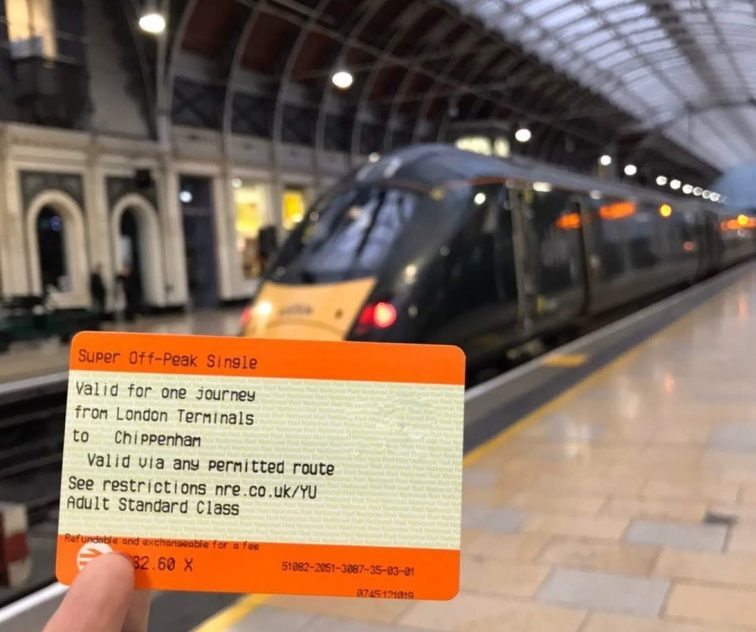 Super Off-Peak Single
Valid for one journey
from London Terminals
to Chippenham
Valid via any permitted route
See restrictions nre.co.uk/YU
Adult Standard Class
Refundable and exchangeable for a fee
32.60 X
51082-2051-3087-35-03-01
0745121019